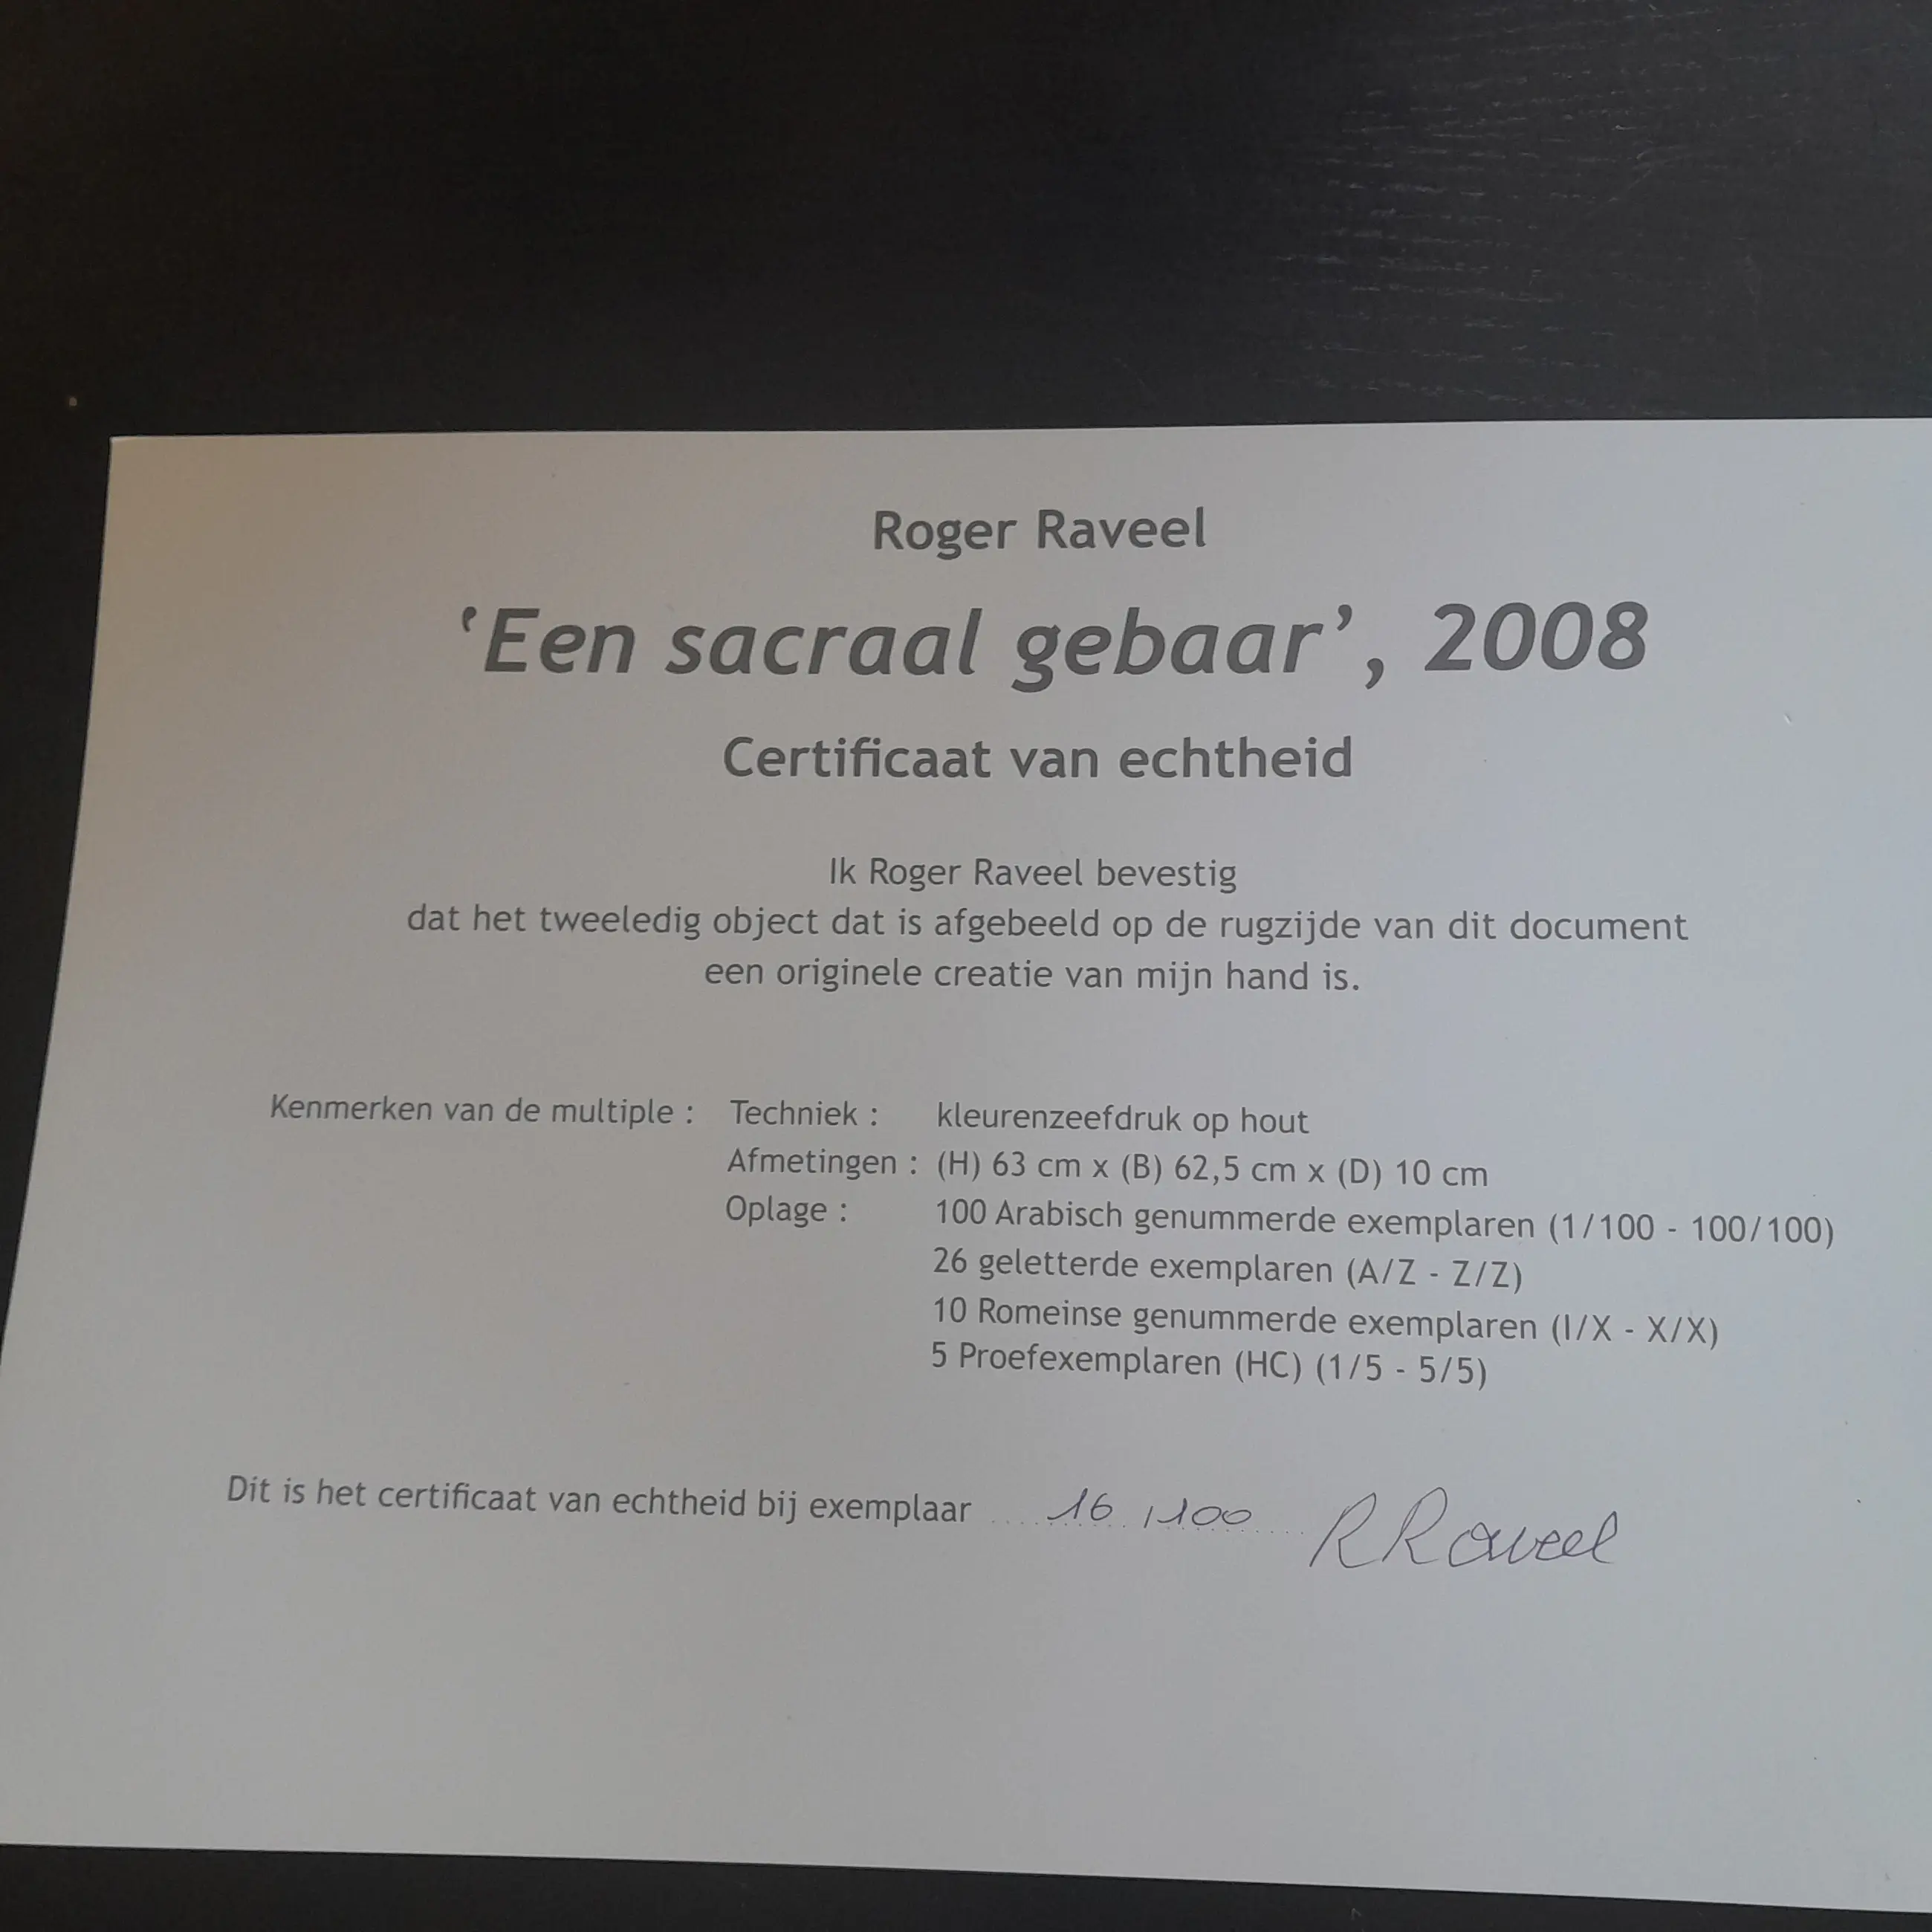 Roger Raveel
‘Een sacraal gebaar’, 2008
Certificaat van echtheid
Ik Roger Raveel bevestig
dat het tweeledig object dat is afgebeeld op de rugzijde van dit document
een originele creatie van mijn hand is.
Kenmerken van de multiple : Techniek : kleurenzeefdruk op hout
Afmetingen : (H) 63 cm x (B) 62,5 cm x (D) 10 cm
Oplage : 100 Arabisch genummerde exemplaren (1/100 - 100/100)
26 geletterde exemplaren (A/Z - Z/Z)
10 Romeinse genummerde exemplaren (I/X - X/X)
5 Proefexemplaren (HC) (1/5 - 5/5)
Dit is het certificaat van echtheid bij exemplaar 16 / 100 RRaveel